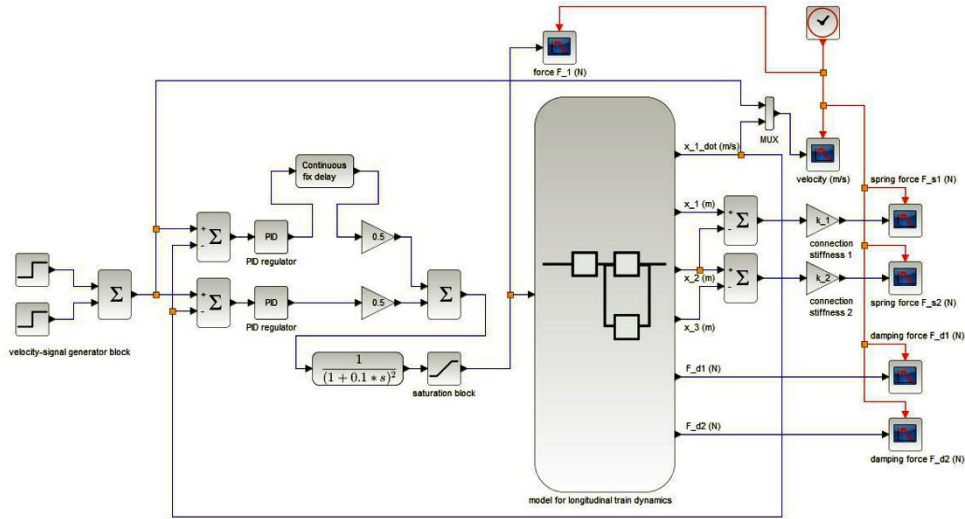 force F_1 (N)
MUX
x_1_dot (m/s)
velocity (m/s)
spring force F_s1 (N)
Continuous
fix delay
x_1 (m)
+
-
Σ
k_1
connection
stiffness 1
+
-
Σ
PID
PID regulator
0.5
x_2 (m)
+
-
Σ
k_2
connection
stiffness 2
spring force F_s2 (N)
Σ
velocity-signal generator block
+
-
Σ
PID
PID regulator
0.5
Σ
x_3 (m)
damping force F_d1 (N)
1
(1 + 0.1 * s)²
saturation block
F_d1 (N)
F_d2 (N)
damping force F_d2 (N)
model for longitudinal train dynamics